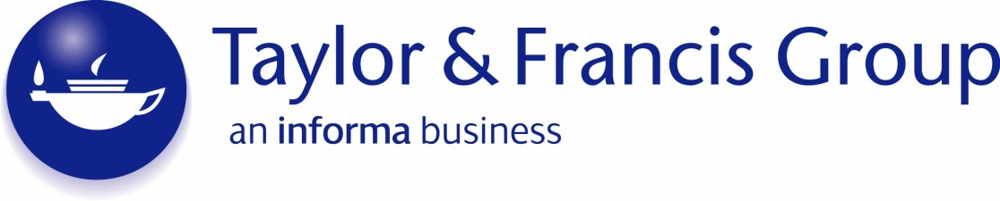 Taylor & Francis Group
an informa business